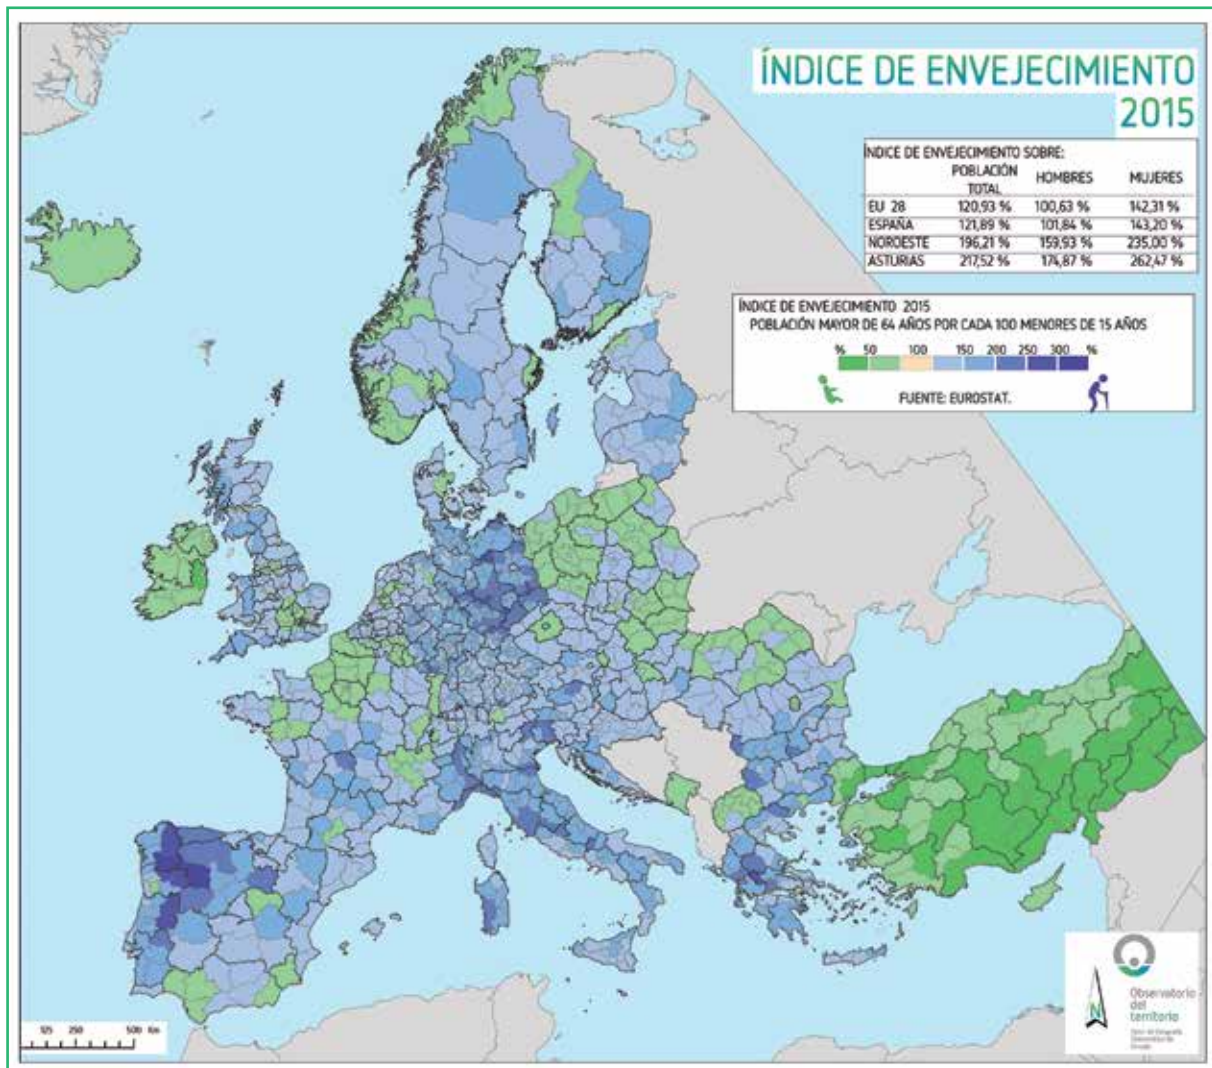 ÍNDICE DE ENVEJECIMIENTO
2015
ÍNDICE DE ENVEJECIMIENTO SOBRE:
POBLACIÓN TOTAL HOMBRES MUJERES
EU 28 120,93 % 100,63 % 142,31 %
ESPAÑA 121,89 % 101,84 % 143,20 %
NOROESTE 196,21 % 159,93 % 235,00 %
ASTURIAS 217,52 % 174,87 % 262,47 %
ÍNDICE DE ENVEJECIMIENTO 2015
POBLACIÓN MAYOR DE 64 AÑOS POR CADA 100 MENORES DE 15 AÑOS
% 50 100 150 200 250 300 %
FUENTE: EUROSTAT.
N
Observatorio
del
territorio
125 250 500 Km